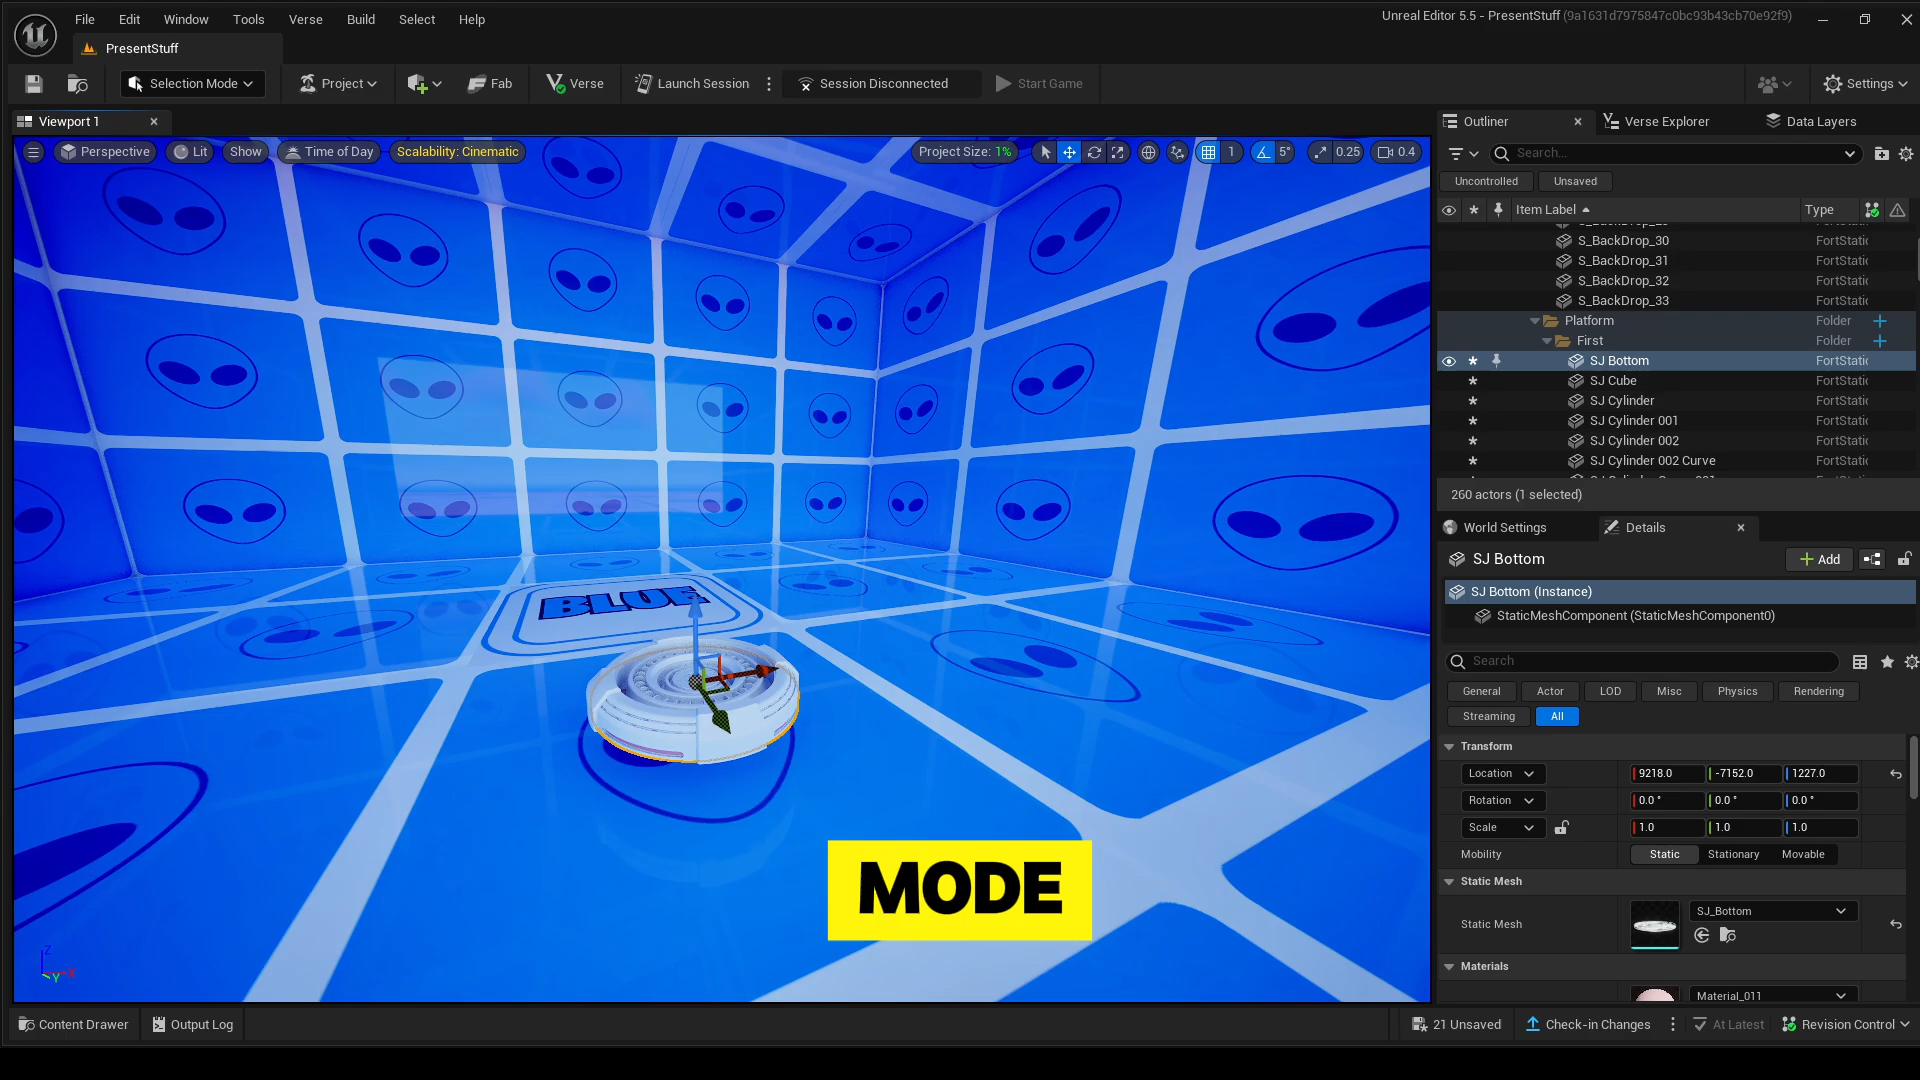 File Edit Window Tools Verse Build Select Help
Unreal Editor 5.5 - PresentStuff (9a1631d7975847c0bc93b43cb70e92f9)
PresentStuff
Selection Mode Project Fab Verse Launch Session Session Disconnected Start Game Settings
Viewport 1
Perspective Lit Show Time of Day Scalability: Cinematic Project Size: 1% 1 5° 0.25 0.4
BLUE
MODE
Z
X
Y
Outliner Verse Explorer Data Layers
Search...
Uncontrolled Unsaved
Item Label Type
S_BackDrop_30 FortStatic
S_BackDrop_31 FortStatic
S_BackDrop_32 FortStatic
S_BackDrop_33 FortStatic
Platform Folder
First Folder
SJ Bottom FortStatic
SJ Cube FortStatic
SJ Cylinder FortStatic
SJ Cylinder 001 FortStatic
SJ Cylinder 002 FortStatic
SJ Cylinder 002 Curve FortStatic
260 actors (1 selected)
World Settings Details
SJ Bottom Add
SJ Bottom (Instance)
StaticMeshComponent (StaticMeshComponent0)
Search
General Actor LOD Misc Physics Rendering
Streaming All
Transform
Location 9218.0 -7152.0 1227.0
Rotation 0.0 ° 0.0 ° 0.0 °
Scale 1.0 1.0 1.0
Mobility Static Stationary Movable
Static Mesh
Static Mesh SJ_Bottom
Materials
Material_011
Content Drawer Output Log 21 Unsaved Check-in Changes At Latest Revision Control